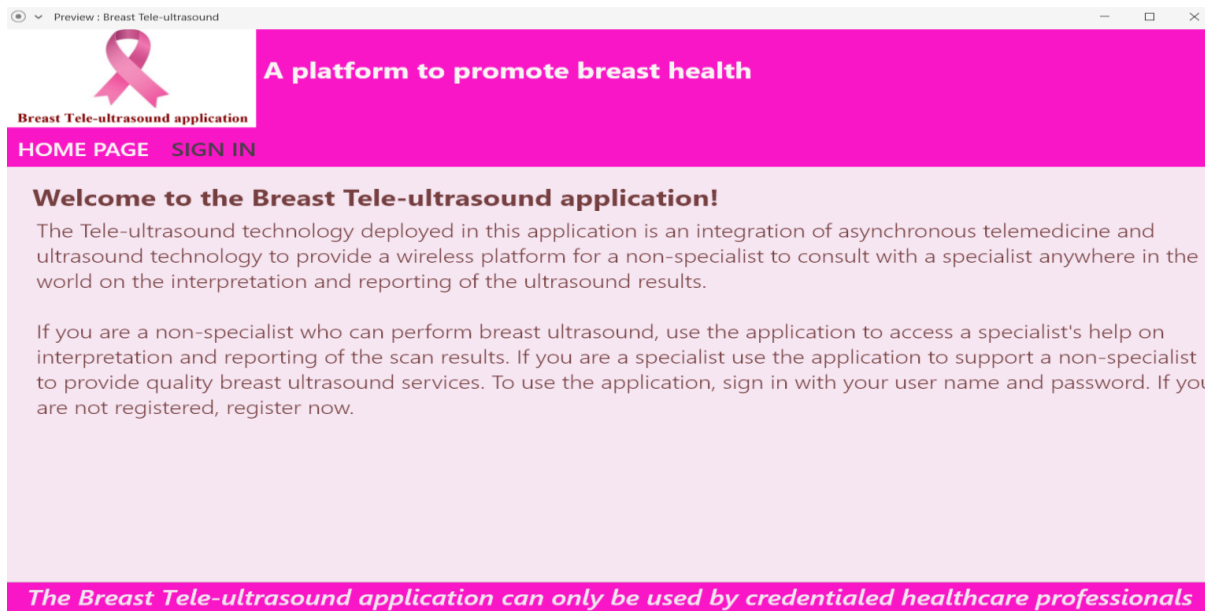 Preview : Breast Tele-ultrasound
A platform to promote breast health
Breast Tele-ultrasound application
HOME PAGE SIGN IN
Welcome to the Breast Tele-ultrasound application!
The Tele-ultrasound technology deployed in this application is an integration of asynchronous telemedicine and
ultrasound technology to provide a wireless platform for a non-specialist to consult with a specialist anywhere in the
world on the interpretation and reporting of the ultrasound results.
If you are a non-specialist who can perform breast ultrasound, use the application to access a specialist's help on
interpretation and reporting of the scan results. If you are a specialist use the application to support a non-specialist
to provide quality breast ultrasound services. To use the application, sign in with your user name and password. If you
are not registered, register now.
The Breast Tele-ultrasound application can only be used by credentialed healthcare professionals